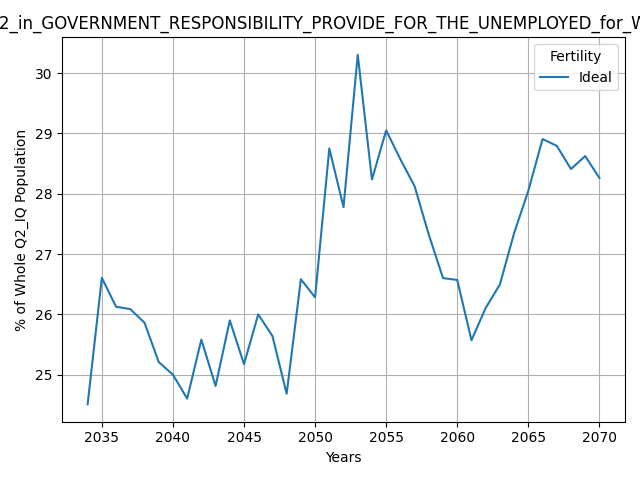 2_in_GOVERNMENT_RESPONSIBILITY_PROVIDE_FOR_THE_UNEMPLOYED_for_W
Fertility
Ideal
% of Whole Q2_IQ Population
30
29
28
27
26
25
2035 2040 2045 2050 2055 2060 2065 2070
Years